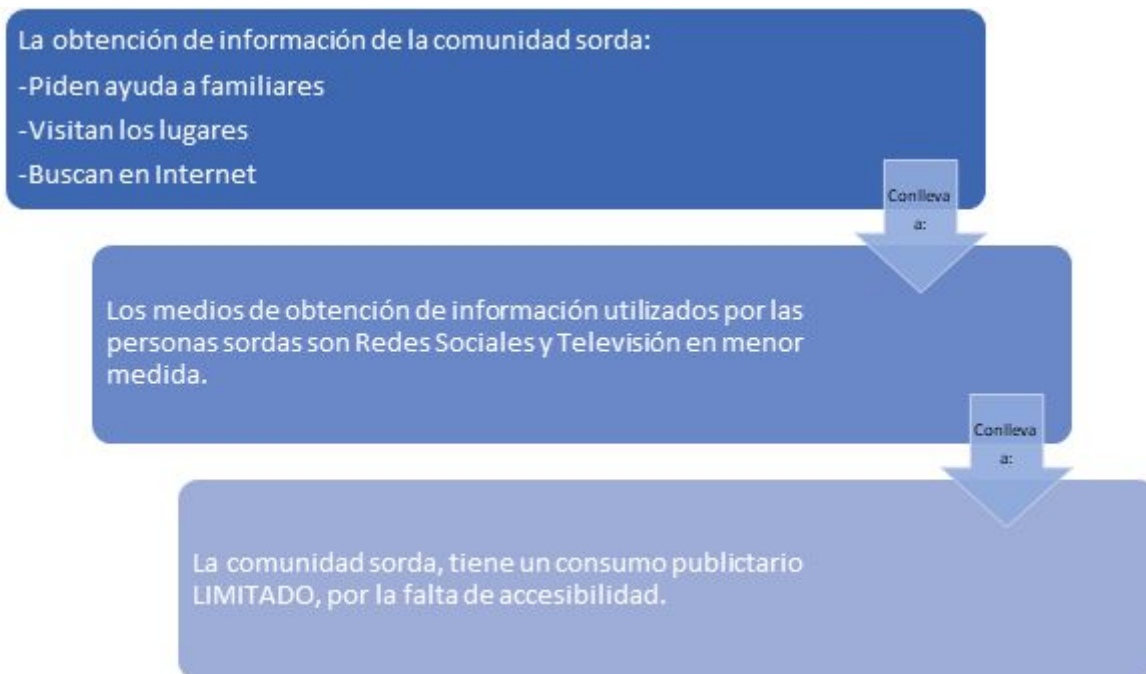 La obtención de información de la comunidad sorda:
-Piden ayuda a familiares
-Visitan los lugares
-Buscan en Internet
Conlleva
a:
Los medios de obtención de información utilizados por las
personas sordas son Redes Sociales y Televisión en menor
medida.
Conlleva
a:
La comunidad sorda, tiene un consumo publictario
LIMITADO, por la falta de accesibilidad.